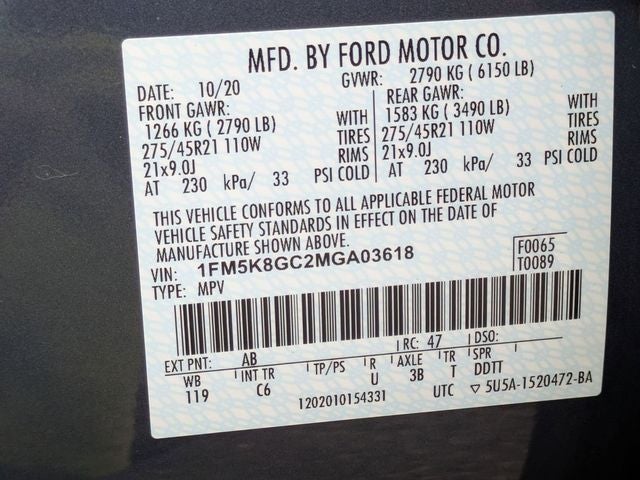 MFD. BY FORD MOTOR CO.
DATE: 10/20 GVWR: 2790 KG ( 6150 LB)
FRONT GAWR: REAR GAWR:
1266 KG ( 2790 LB) WITH 1583 KG ( 3490 LB) WITH
275/45R21 110W TIRES 275/45R21 110W TIRES
21x9.0J RIMS 21x9.0J RIMS
AT 230 kPa/ 33 PSI COLD AT 230 kPa/ 33 PSI COLD
THIS VEHICLE CONFORMS TO ALL APPLICABLE FEDERAL MOTOR
VEHICLE SAFETY STANDARDS IN EFFECT ON THE DATE OF
MANUFACTURE SHOWN ABOVE.
VIN: 1FM5K8GC2MGA03618 F0065
TYPE: MPV T0089
EXT PNT: AB RC: 47 DSO:
WB INT TR TP/PS R AXLE TR SPR
119 C6 U 3B T DDTT
1202010154331 UTC ▽ 5U5A-1520472-BA